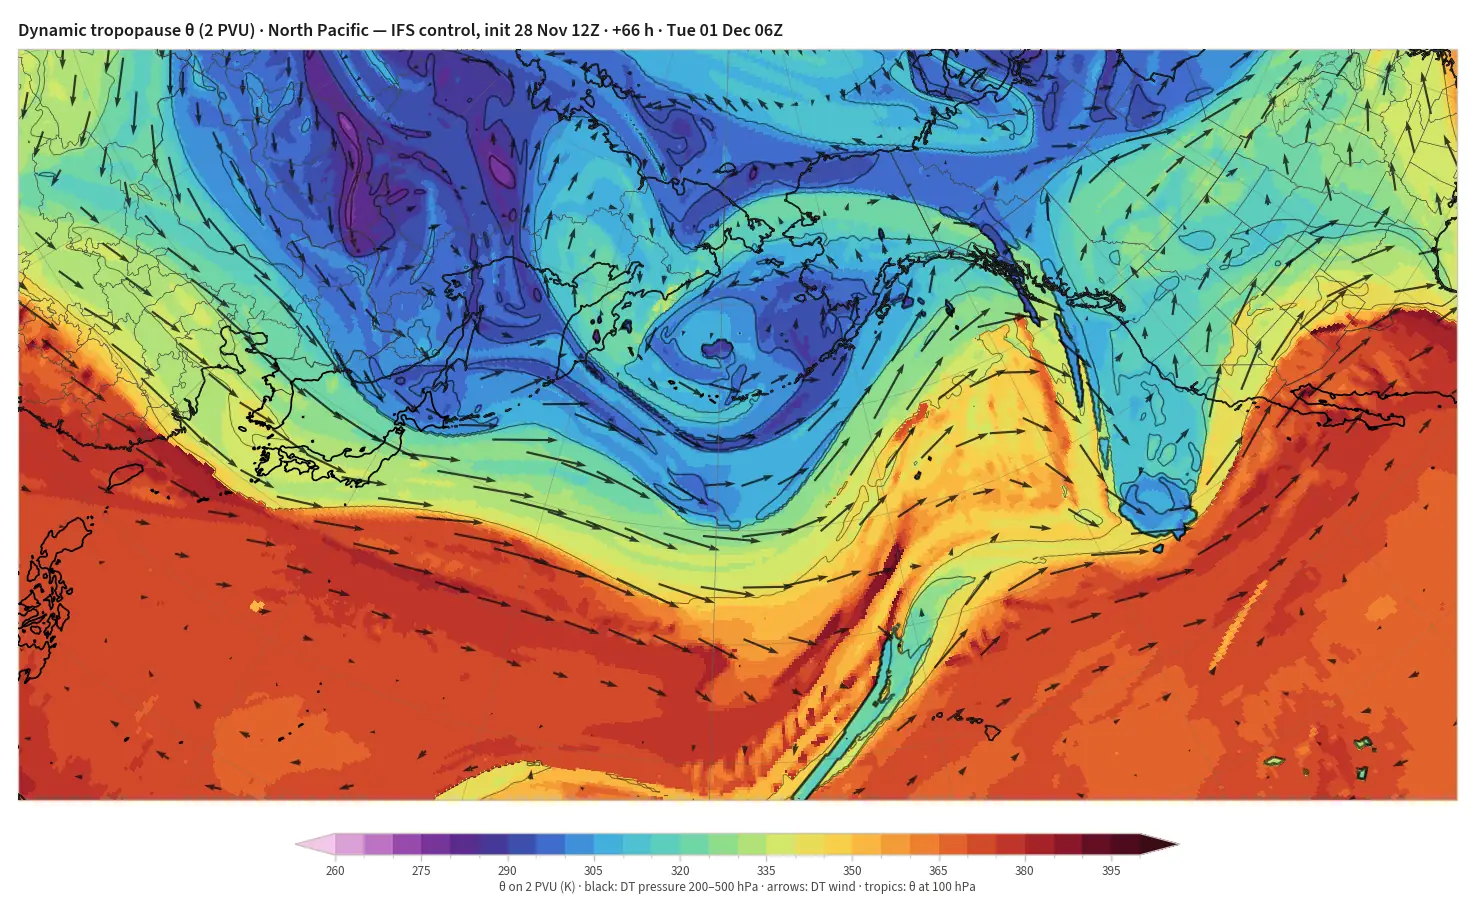 Dynamic tropopause θ (2 PVU) · North Pacific — IFS control, init 28 Nov 12Z · +66 h · Tue 01 Dec 06Z
260 275 290 305 320 335 350 365 380 395
θ on 2 PVU (K) · black: DT pressure 200–500 hPa · arrows: DT wind · tropics: θ at 100 hPa